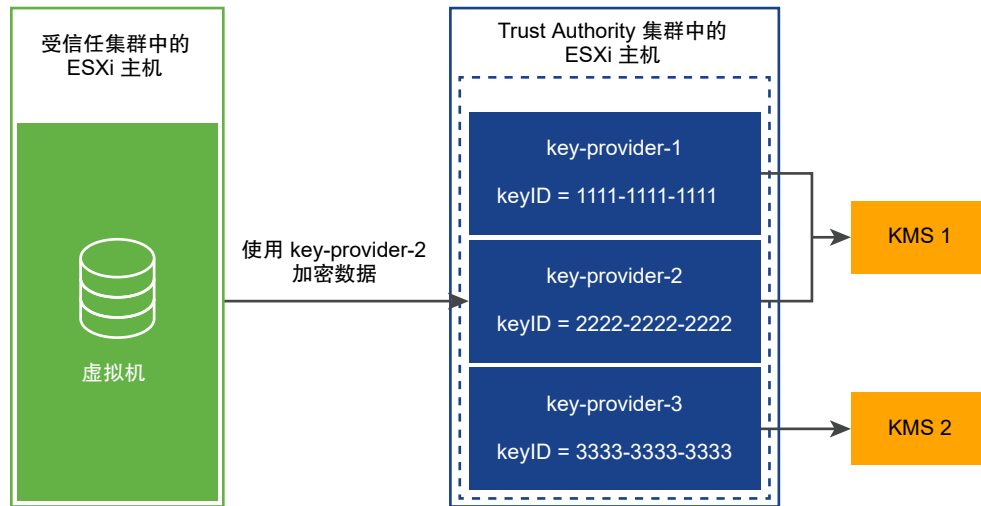 受信任集群中的
ESXi 主机
虚拟机
使用 key-provider-2
加密数据
Trust Authority 集群中的
ESXi 主机
key-provider-1
keyID = 1111-1111-1111
key-provider-2
keyID = 2222-2222-2222
key-provider-3
keyID = 3333-3333-3333
KMS 1
KMS 2